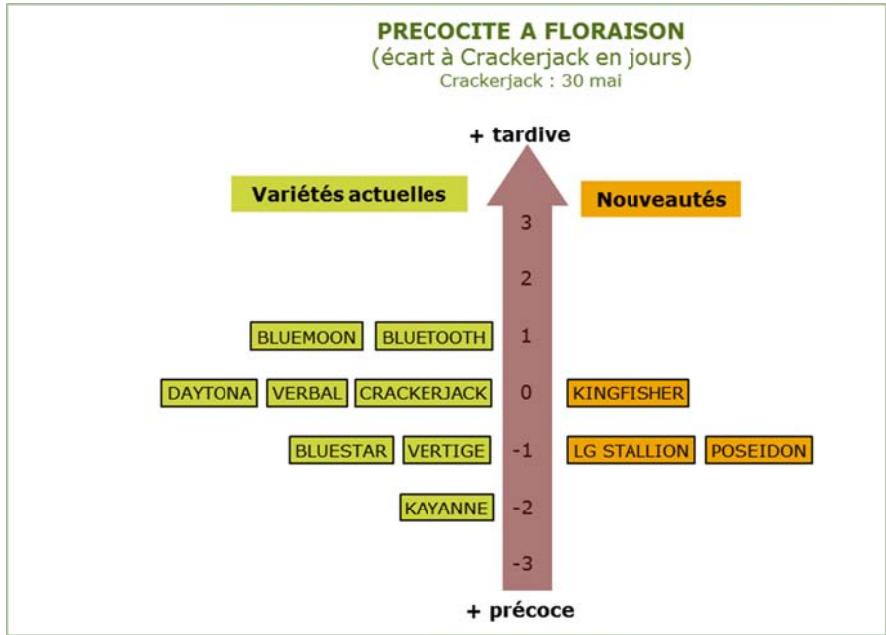 PRECOCITE A FLORAISON
(écart à Crackerjack en jours)
Crackerjack : 30 mai
+ tardive
Variétés actuelles
Nouveautés
3
2
BLUEMOON BLUETOOTH 1
DAYTONA VERBAL CRACKERJACK 0 KINGFISHER
BLUESTAR VERTIGE -1 LG STALLION POSEIDON
KAYANNE -2
-3
+ précoce